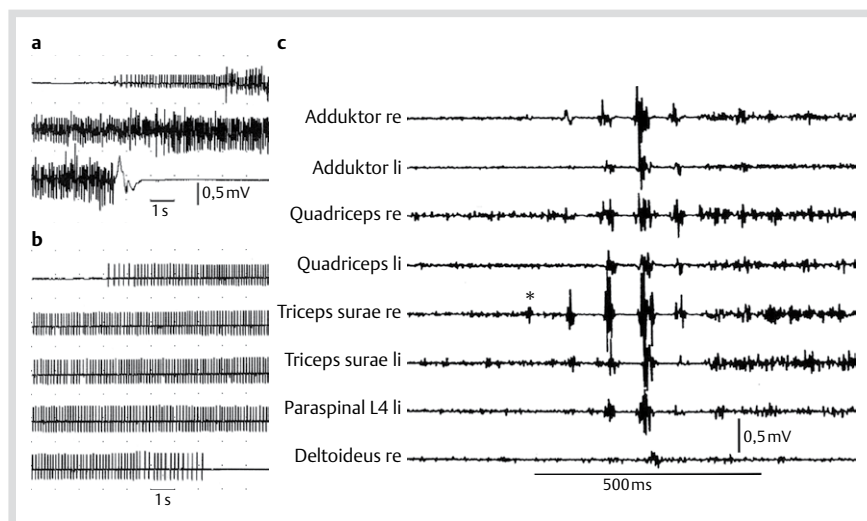 a
0,5 mV
1 s
b
1 s
c
Adduktor re
Adduktor li
Quadriceps re
Quadriceps li
*
Triceps surae re
Triceps surae li
Paraspinal L4 li
0,5 mV
Deltoideus re
500 ms